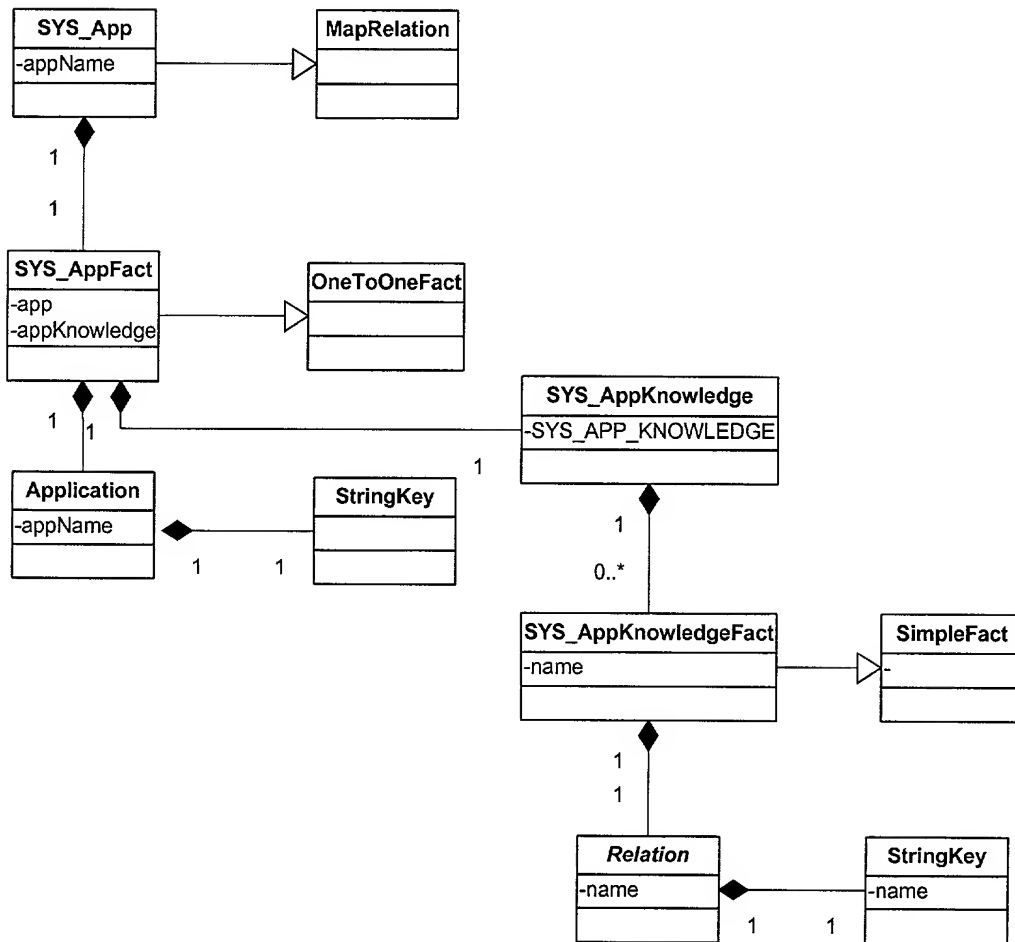 SYS_App
-appName
MapRelation
1
1
SYS_AppFact
-app
-appKnowledge
OneToOneFact
1
1
SYS_AppKnowledge
-SYS_APP_KNOWLEDGE
1
Application
-appName
StringKey
1
1
1
0..*
SYS_AppKnowledgeFact
-name
SimpleFact
-
1
1
Relation
-name
StringKey
-name
1
1